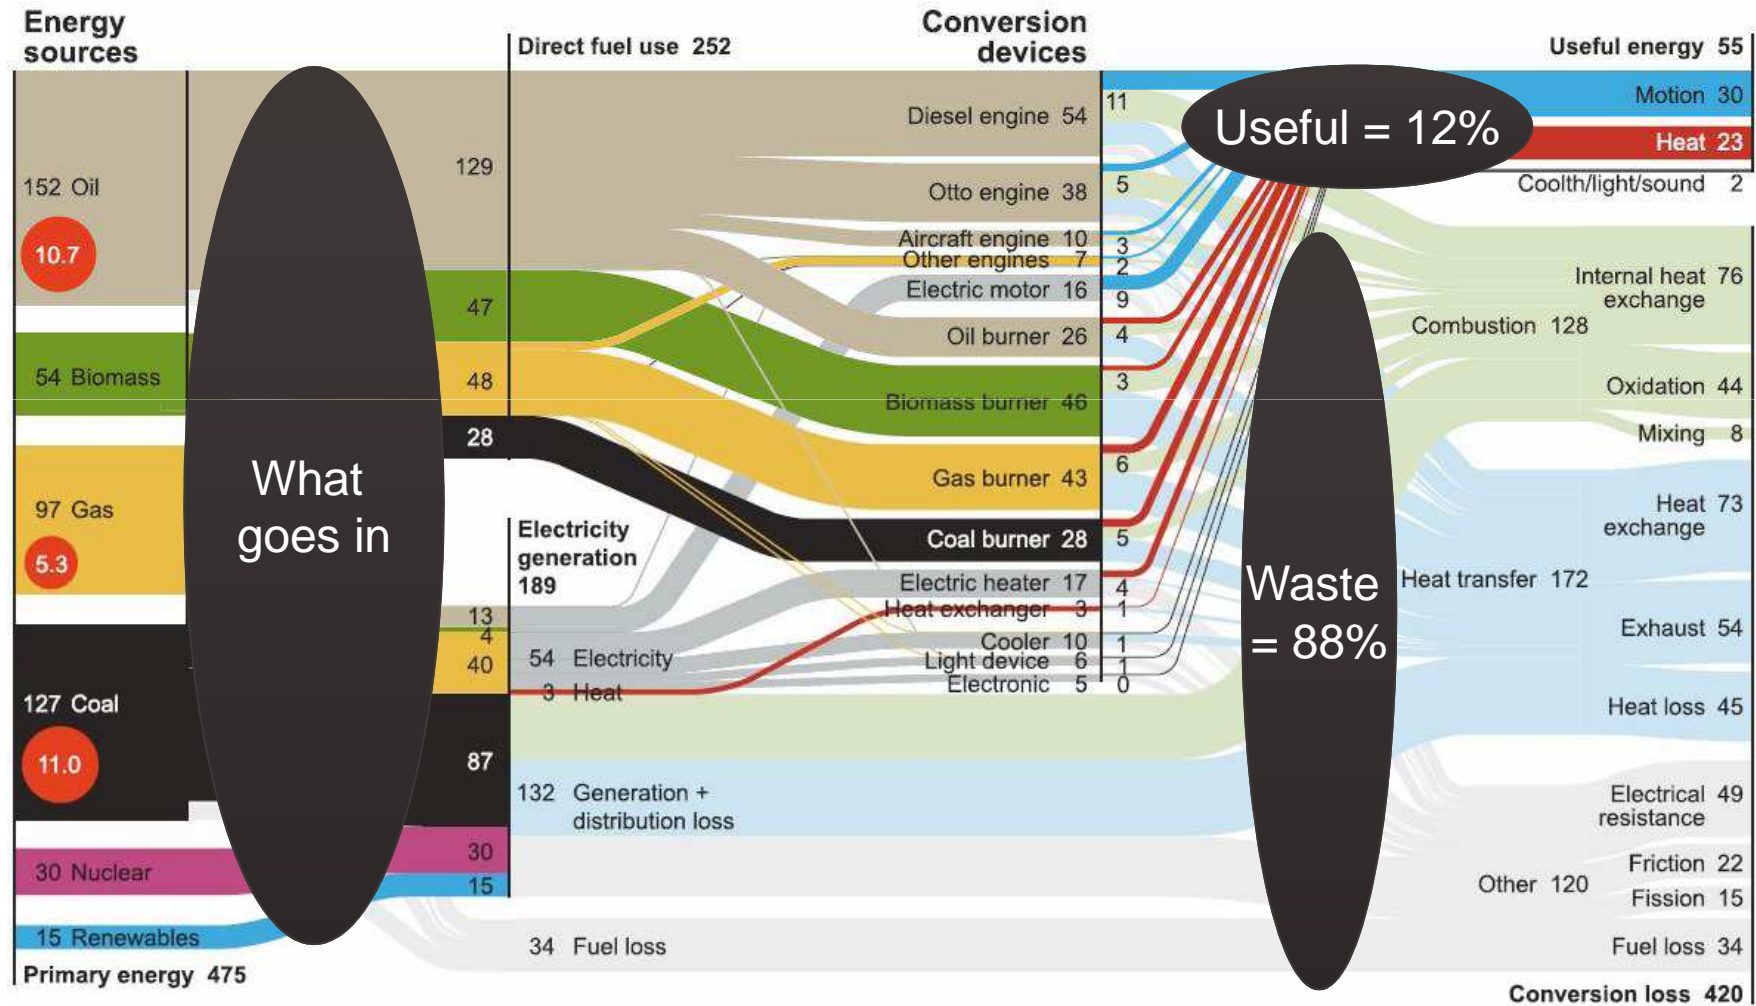 Energy
sources
Direct fuel use 252
Conversion
devices
Useful energy 55
152 Oil
10.7
54 Biomass
97 Gas
5.3
127 Coal
11.0
30 Nuclear
15 Renewables
Primary energy 475
What
goes in
129
47
48
28
Electricity
generation
189
13
4
40
87
30
15
54 Electricity
3 Heat
132 Generation +
distribution loss
34 Fuel loss
Diesel engine 54
Otto engine 38
Aircraft engine 10
Other engines 7
Electric motor 16
Oil burner 26
Biomass burner 46
Gas burner 43
Coal burner 28
Electric heater 17
Heat exchanger 3
Cooler 10
Light device 6
Electronic 5
11
5
3
2
9
4
3
6
5
4
1
1
1
0
Useful = 12%
Waste
= 88%
Motion 30
Heat 23
Coolth/light/sound 2
Combustion 128
Internal heat 76
exchange
Oxidation 44
Mixing 8
Heat transfer 172
Heat 73
exchange
Exhaust 54
Heat loss 45
Other 120
Electrical 49
resistance
Friction 22
Fission 15
Fuel loss 34
Conversion loss 420